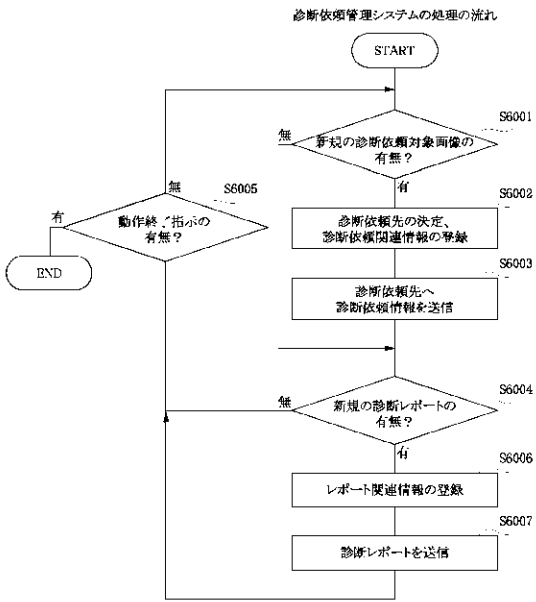 診断依頼管理システムの処理の流れ
START
S6001
無
新規の診断依頼対象画像の
有無？
有
S6002
診断依頼先の決定、
診断依頼関連情報の登録
S6003
診断依頼先へ
診断依頼情報を送信
S6004
無
新規の診断レポートの
有無？
有
S6006
レポート関連情報の登録
S6007
診断レポートを送信
無
S6005
有
動作終了指示の
有無？
END